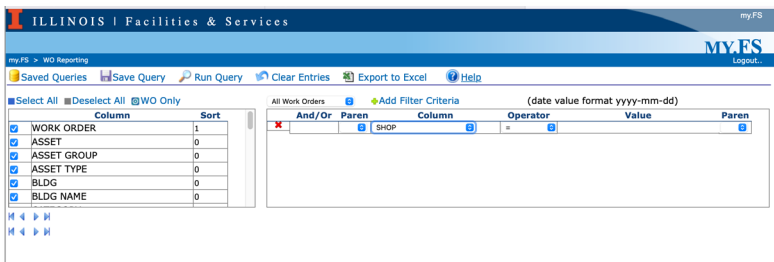 my.FS
I ILLINOIS | Facilities & Services
MY.FS
my.FS > WO Reporting
Logout..
Saved Queries Save Query Run Query Clear Entries Export to Excel Help
Select All Deselect All WO Only
All Work Orders Add Filter Criteria (date value format yyyy-mm-dd)
Column Sort
And/Or Paren Column Operator Value Paren
WORK ORDER 1
SHOP =
ASSET 0
ASSET GROUP 0
ASSET TYPE 0
BLDG 0
BLDG NAME 0